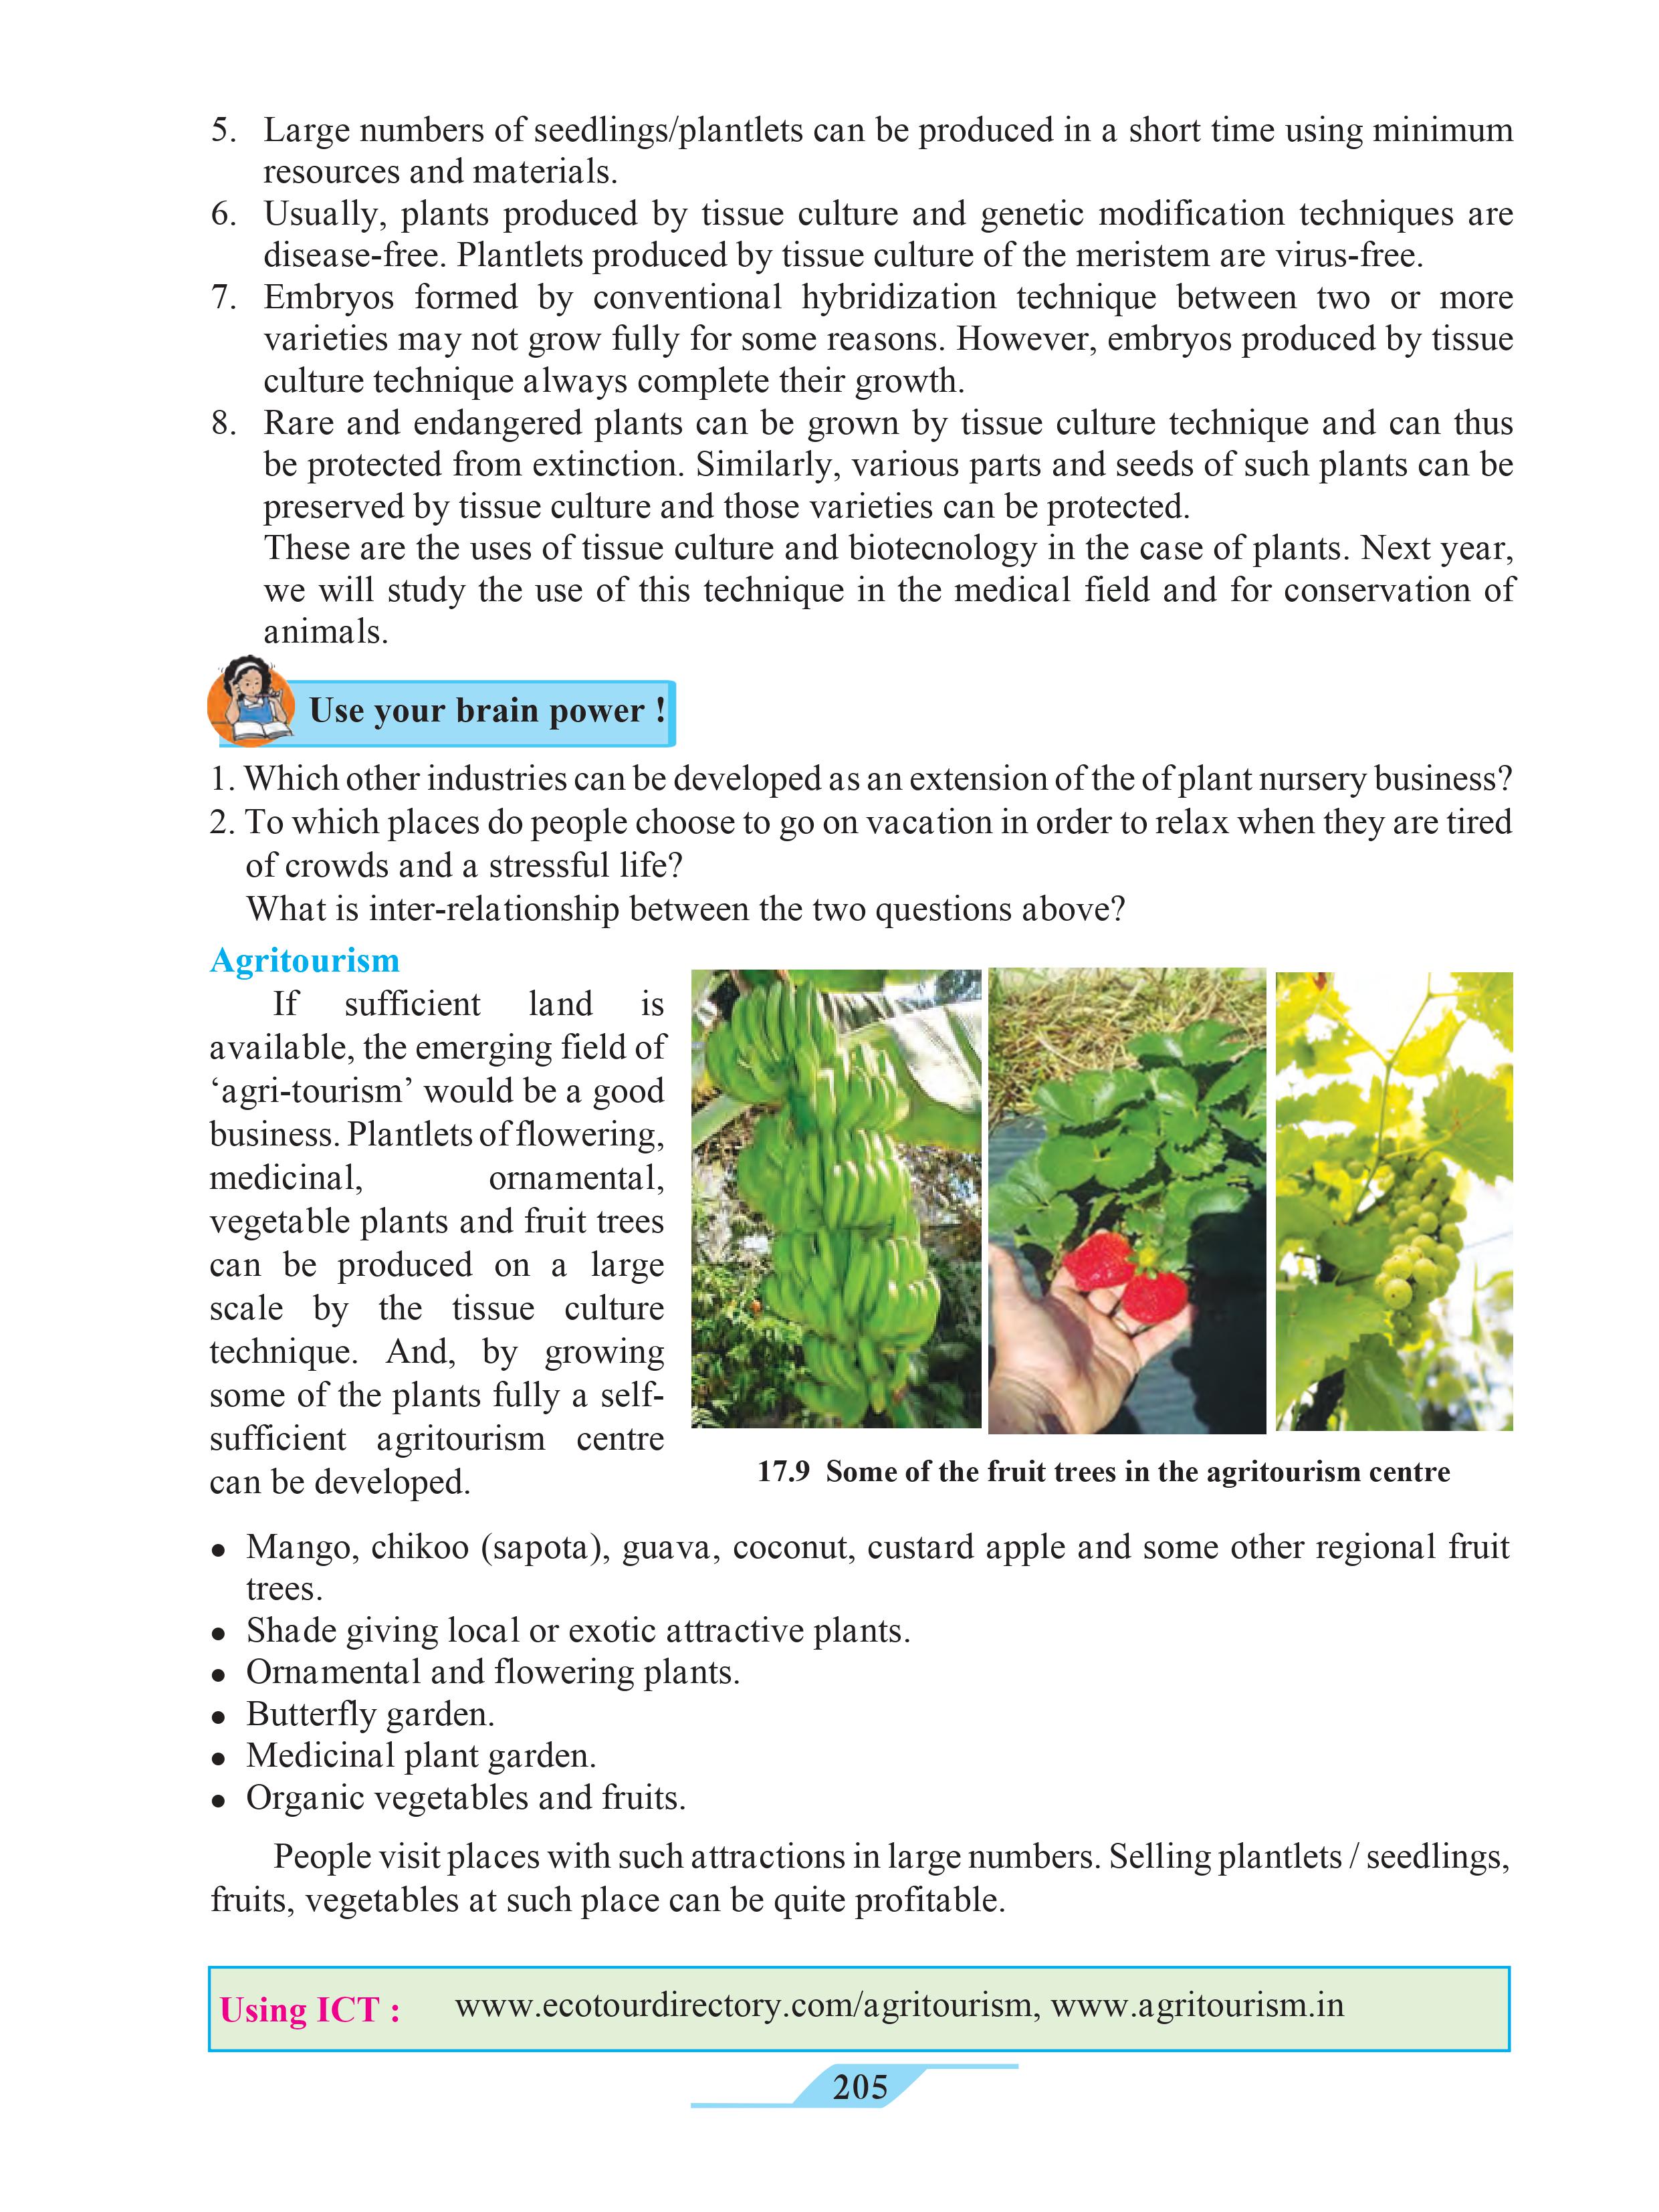 5. Large numbers of seedlings/plantlets can be produced in a short time using minimum
resources and materials.
6. Usually, plants produced by tissue culture and genetic modification techniques are
disease-free. Plantlets produced by tissue culture of the meristem are virus-free.
7. Embryos formed by conventional hybridization technique between two or more
varieties may not grow fully for some reasons. However, embryos produced by tissue
culture technique always complete their growth.
8. Rare and endangered plants can be grown by tissue culture technique and can thus
be protected from extinction. Similarly, various parts and seeds of such plants can be
preserved by tissue culture and those varieties can be protected.
These are the uses of tissue culture and biotecnology in the case of plants. Next year,
we will study the use of this technique in the medical field and for conservation of
animals.
Use your brain power !
1. Which other industries can be developed as an extension of the of plant nursery business?
2. To which places do people choose to go on vacation in order to relax when they are tired
of crowds and a stressful life?
What is inter-relationship between the two questions above?
Agritourism
If sufficient land is
available, the emerging field of
‘agri-tourism’ would be a good
business. Plantlets of flowering,
medicinal, ornamental,
vegetable plants and fruit trees
can be produced on a large
scale by the tissue culture
technique. And, by growing
some of the plants fully a self-
sufficient agritourism centre
can be developed.
17.9 Some of the fruit trees in the agritourism centre
● Mango, chikoo (sapota), guava, coconut, custard apple and some other regional fruit
trees.
● Shade giving local or exotic attractive plants.
● Ornamental and flowering plants.
● Butterfly garden.
● Medicinal plant garden.
● Organic vegetables and fruits.
People visit places with such attractions in large numbers. Selling plantlets / seedlings,
fruits, vegetables at such place can be quite profitable.
Using ICT : www.ecotourdirectory.com/agritourism, www.agritourism.in
205